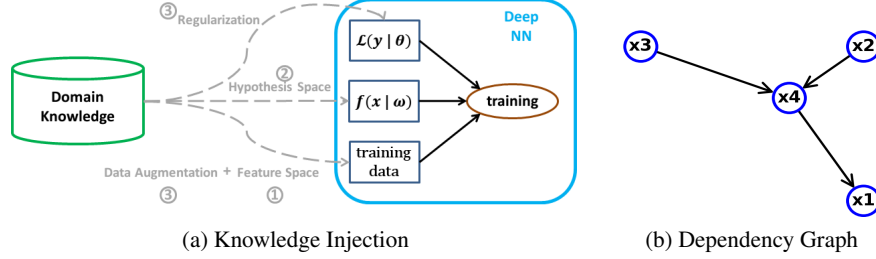 ③
Regularization
Deep
NN
ℒ(y | θ)
Domain
Knowledge
②
Hypothesis Space
f(x | ω)
training
training
data
Data Augmentation + Feature Space
③ ①
(a) Knowledge Injection
x3
x2
x4
x1
(b) Dependency Graph